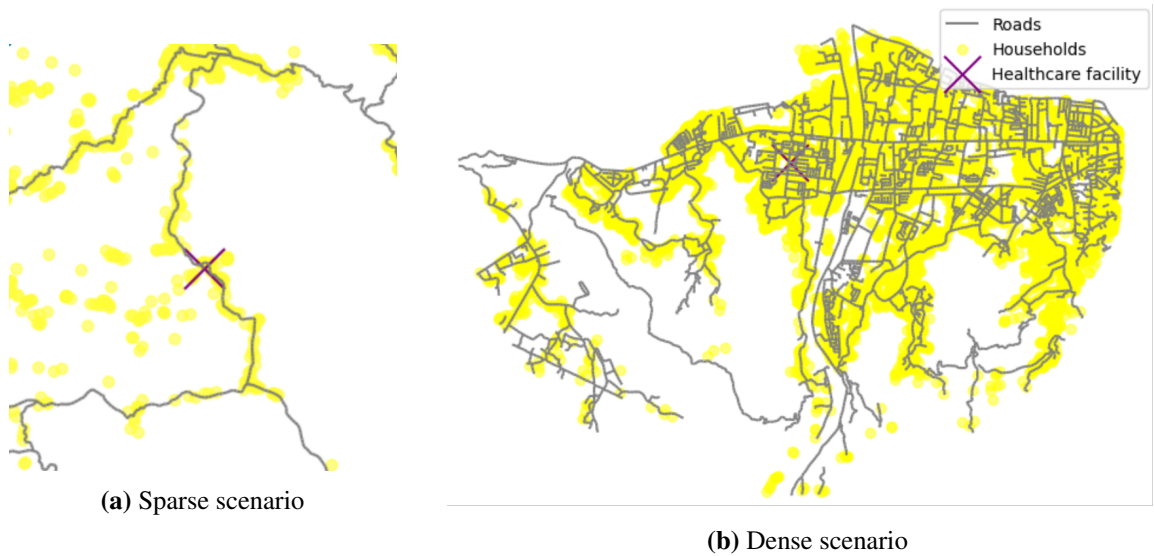 Roads
Households
Healthcare facility
(a) Sparse scenario
(b) Dense scenario